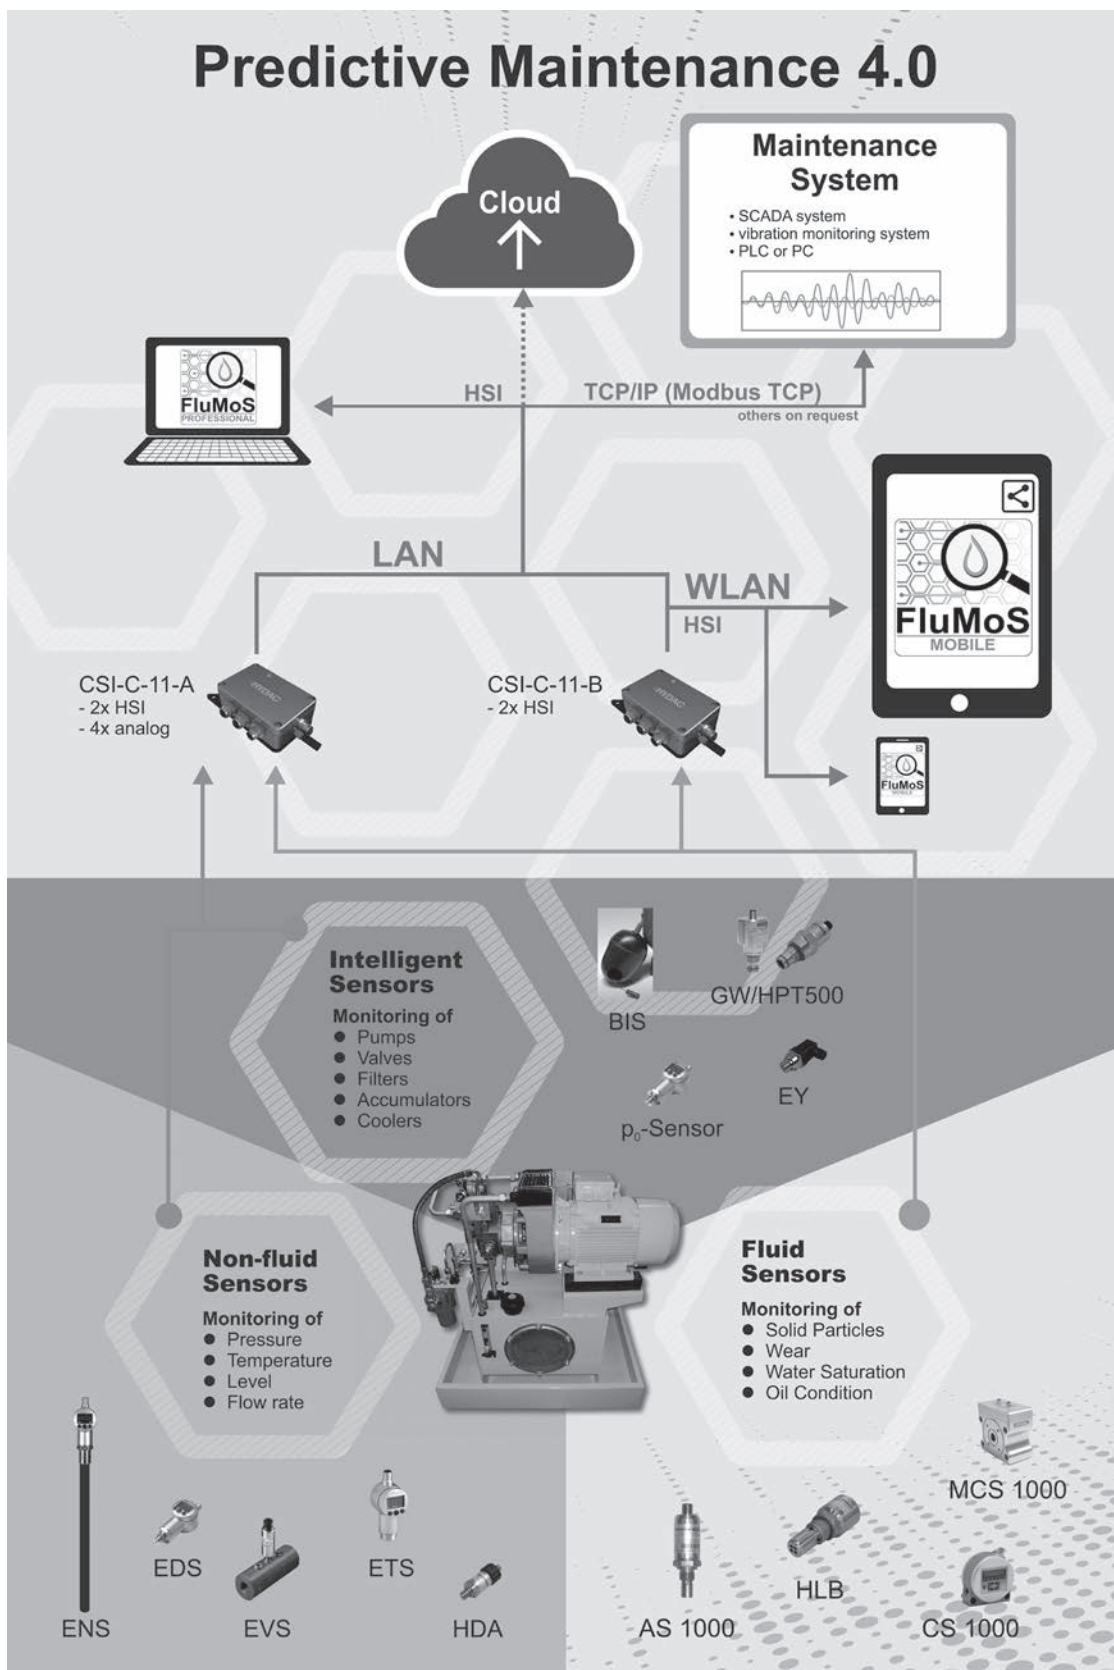 Predictive Maintenance 4.0
Cloud
Maintenance
System
• SCADA system
• vibration monitoring system
• PLC or PC
FluMoS
PROFESSIONAL
HSI
TCP/IP (Modbus TCP)
others on request
LAN
WLAN
HSI
FluMoS
MOBILE
CSI-C-11-A
- 2x HSI
- 4x analog
HYDAC
CSI-C-11-B
- 2x HSI
HYDAC
FluMoS
MOBILE
Intelligent
Sensors
Monitoring of
● Pumps
● Valves
● Filters
● Accumulators
● Coolers
BIS
GW/HPT500
p₀-Sensor
EY
Non-fluid
Sensors
Monitoring of
● Pressure
● Temperature
● Level
● Flow rate
Fluid
Sensors
Monitoring of
● Solid Particles
● Wear
● Water Saturation
● Oil Condition
ENS
EDS
EVS
ETS
HDA
AS 1000
HLB
MCS 1000
CS 1000